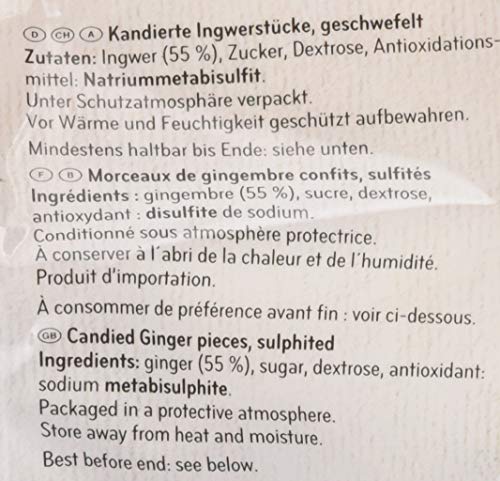 D CH A Kandierte Ingwerstücke, geschwefelt
Zutaten: Ingwer (55 %), Zucker, Dextrose, Antioxidations-
mittel: Natriummetabisulfit.
Unter Schutzatmosphäre verpackt.
Vor Wärme und Feuchtigkeit geschützt aufbewahren.
Mindestens haltbar bis Ende: siehe unten.
F B Morceaux de gingembre confits, sulfités
Ingrédients : gingembre (55 %), sucre, dextrose,
antioxydant : disulfite de sodium.
Conditionné sous atmosphère protectrice.
À conserver à l´abri de la chaleur et de l´humidité.
Produit d'importation.
À consommer de préférence avant fin : voir ci-dessous.
GB Candied Ginger pieces, sulphited
Ingredients: ginger (55 %), sugar, dextrose, antioxidant:
sodium metabisulphite.
Packaged in a protective atmosphere.
Store away from heat and moisture.
Best before end: see below.